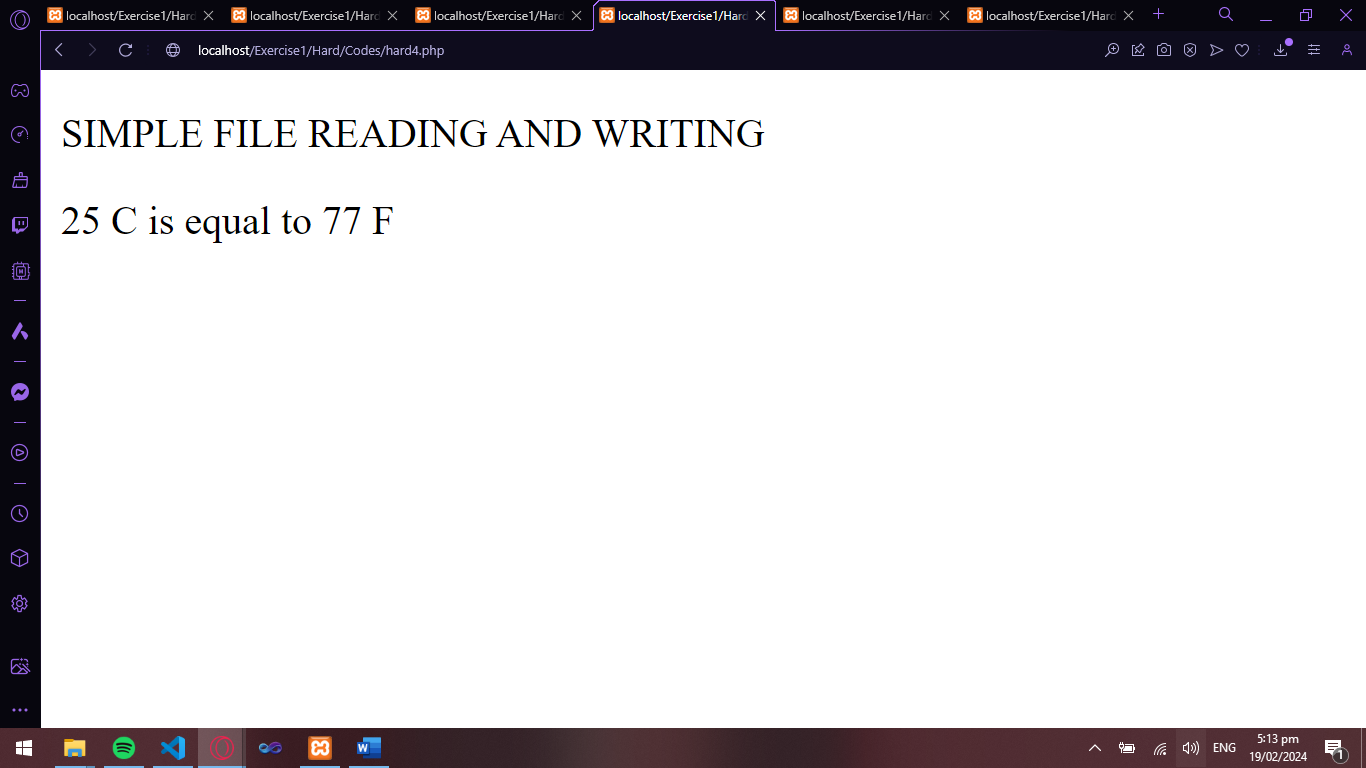 localhost/Exercise1/Hard
localhost/Exercise1/Hard
localhost/Exercise1/Hard
localhost/Exercise1/Hard
localhost/Exercise1/Hard
localhost/Exercise1/Hard
localhost/Exercise1/Hard/Codes/hard4.php
SIMPLE FILE READING AND WRITING
25 C is equal to 77 F
ENG
5:13 pm
19/02/2024
1